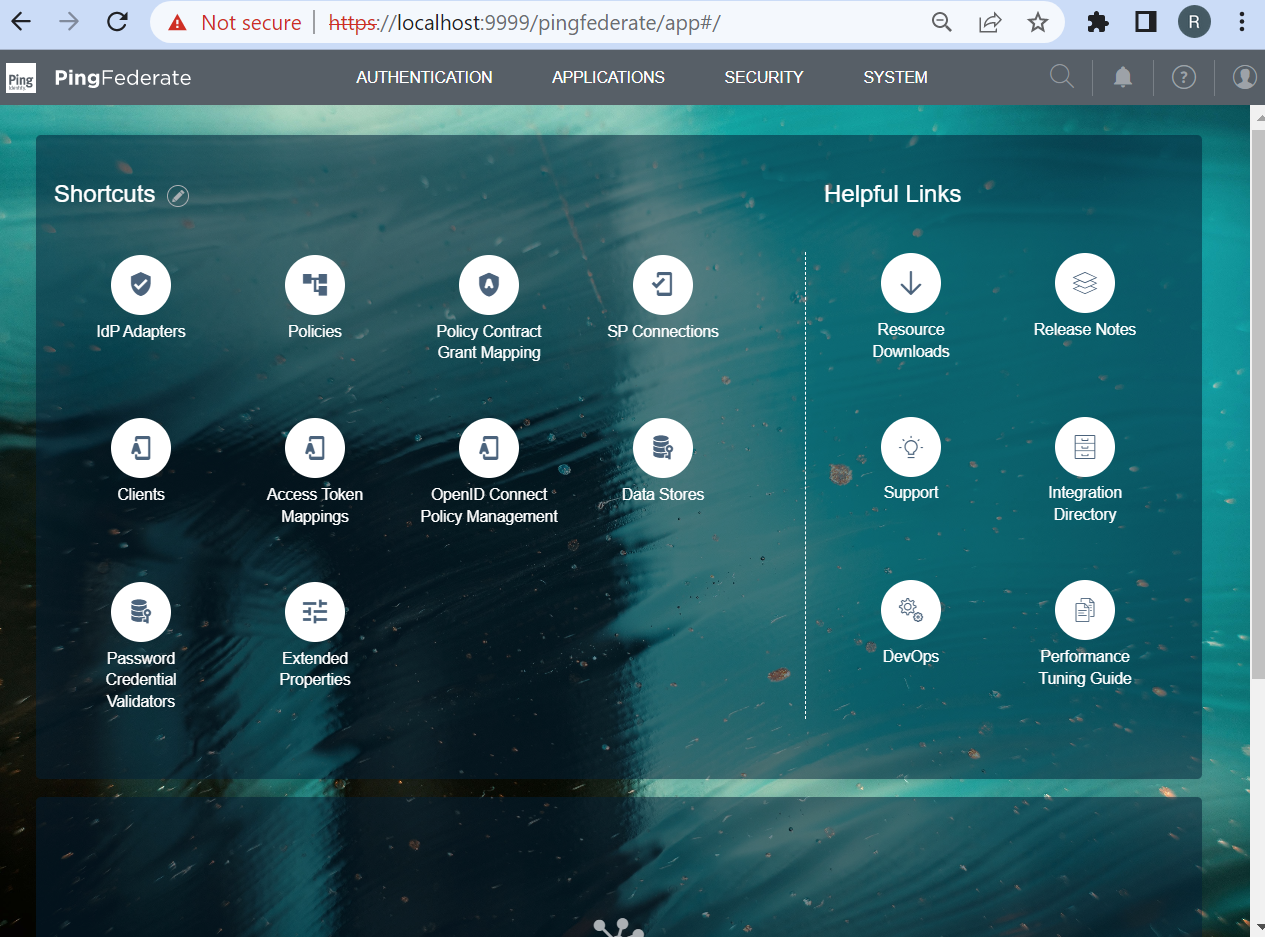 Not secure | https://localhost:9999/pingfederate/app#/
R
Ping
Identity
PingFederate
AUTHENTICATION
APPLICATIONS
SECURITY
SYSTEM
?
Shortcuts
IdP Adapters
Policies
Policy Contract
Grant Mapping
SP Connections
Clients
Access Token
Mappings
OpenID Connect
Policy Management
Data Stores
Password
Credential
Validators
Extended
Properties
Helpful Links
Resource
Downloads
Release Notes
Support
Integration
Directory
DevOps
Performance
Tuning Guide